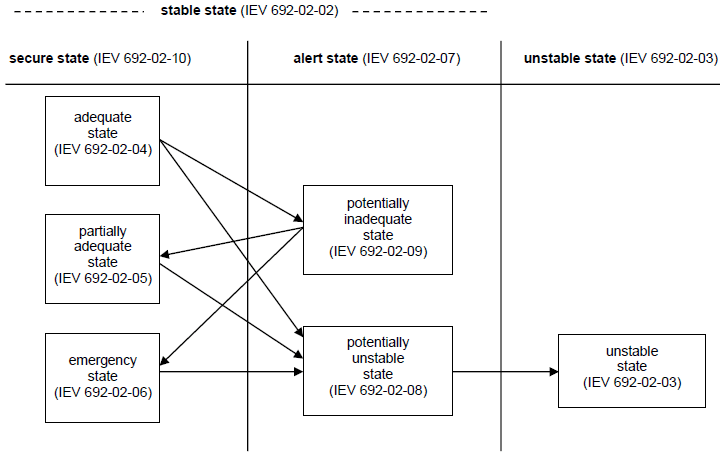 stable state (IEV 692-02-02)
secure state (IEV 692-02-10)
alert state (IEV 692-02-07)
unstable state (IEV 692-02-03)
adequate
state
(IEV 692-02-04)
partially
adequate
state
(IEV 692-02-05)
emergency
state
(IEV 692-02-06)
potentially
inadequate
state
(IEV 692-02-09)
potentially
unstable
state
(IEV 692-02-08)
unstable
state
(IEV 692-02-03)